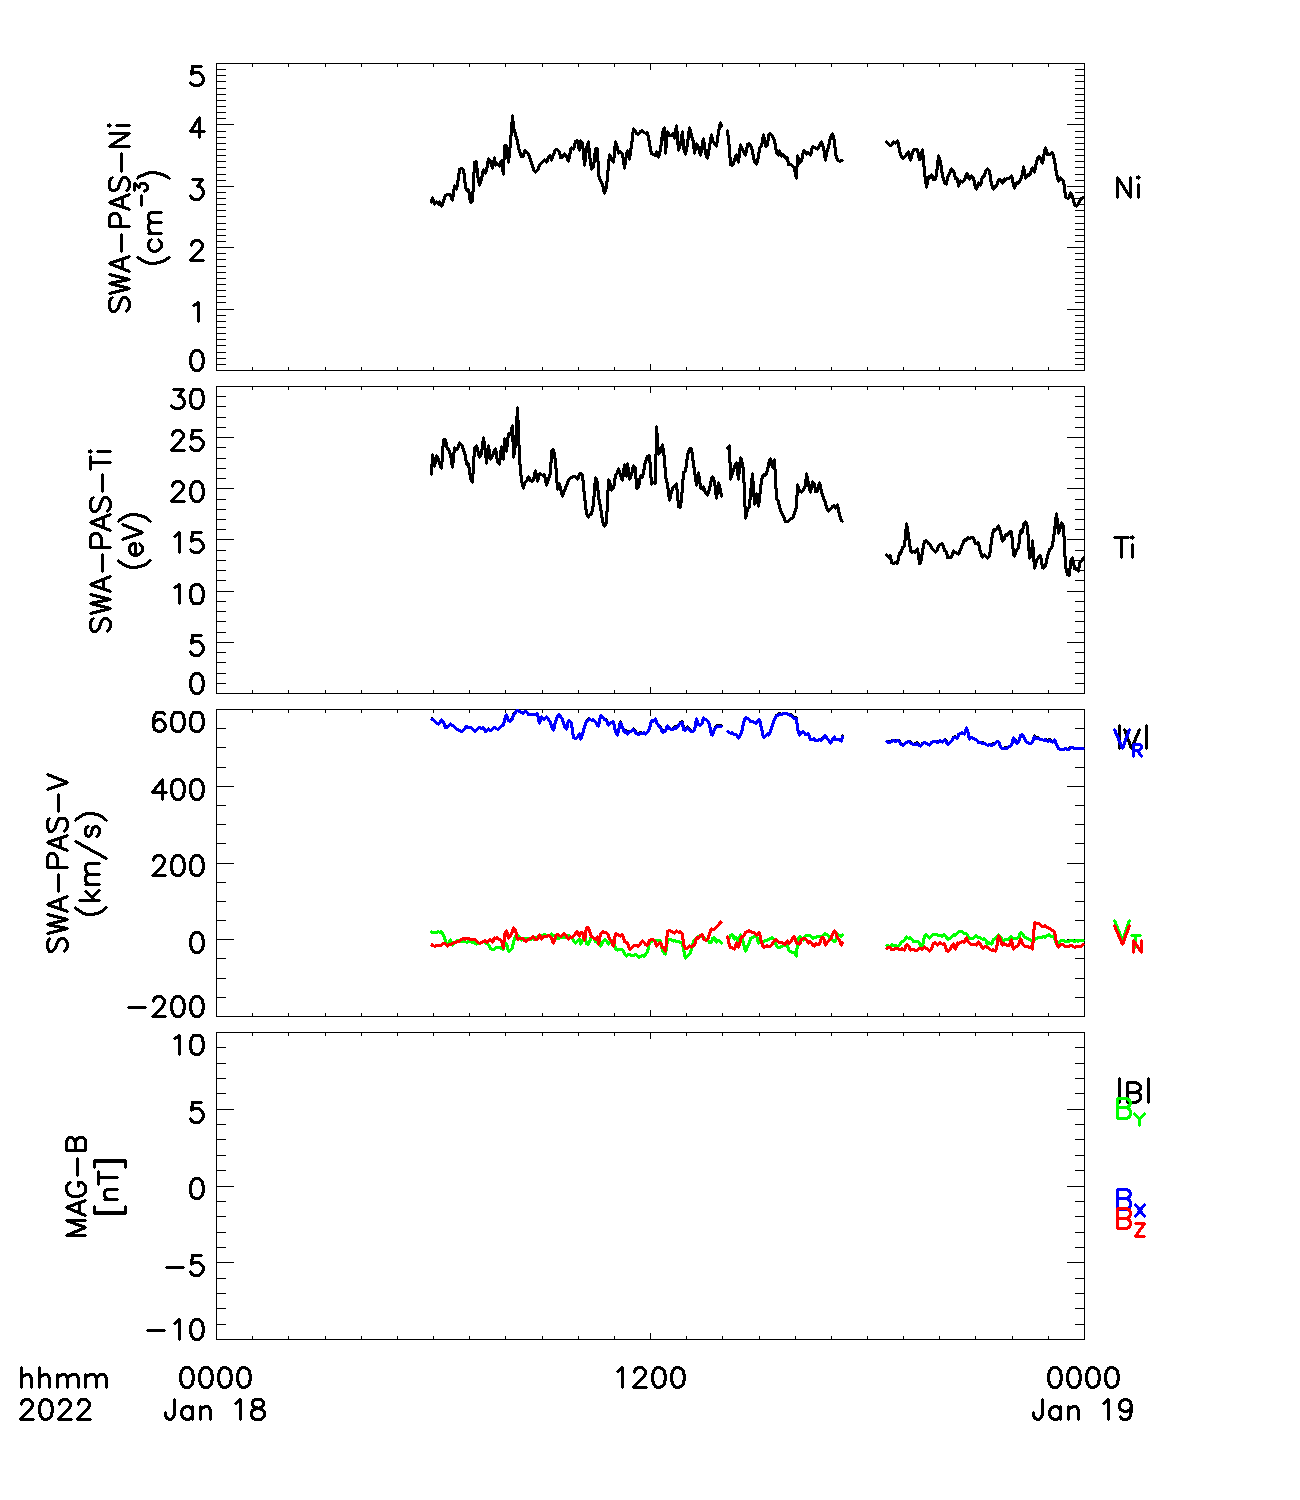 SWA-PAS-Ni
(cm⁻³)
5
4
3
2
1
0
Ni
SWA-PAS-Ti
(eV)
30
25
20
15
10
5
0
Ti
SWA-PAS-V
(km/s)
600
400
200
0
-200
|V|
V_R
V_N
MAG-B
[nT]
10
5
0
-5
-10
|B|
B_Y
B_X
B_Z
hhmm 0000 1200 0000
2022 Jan 18 Jan 19